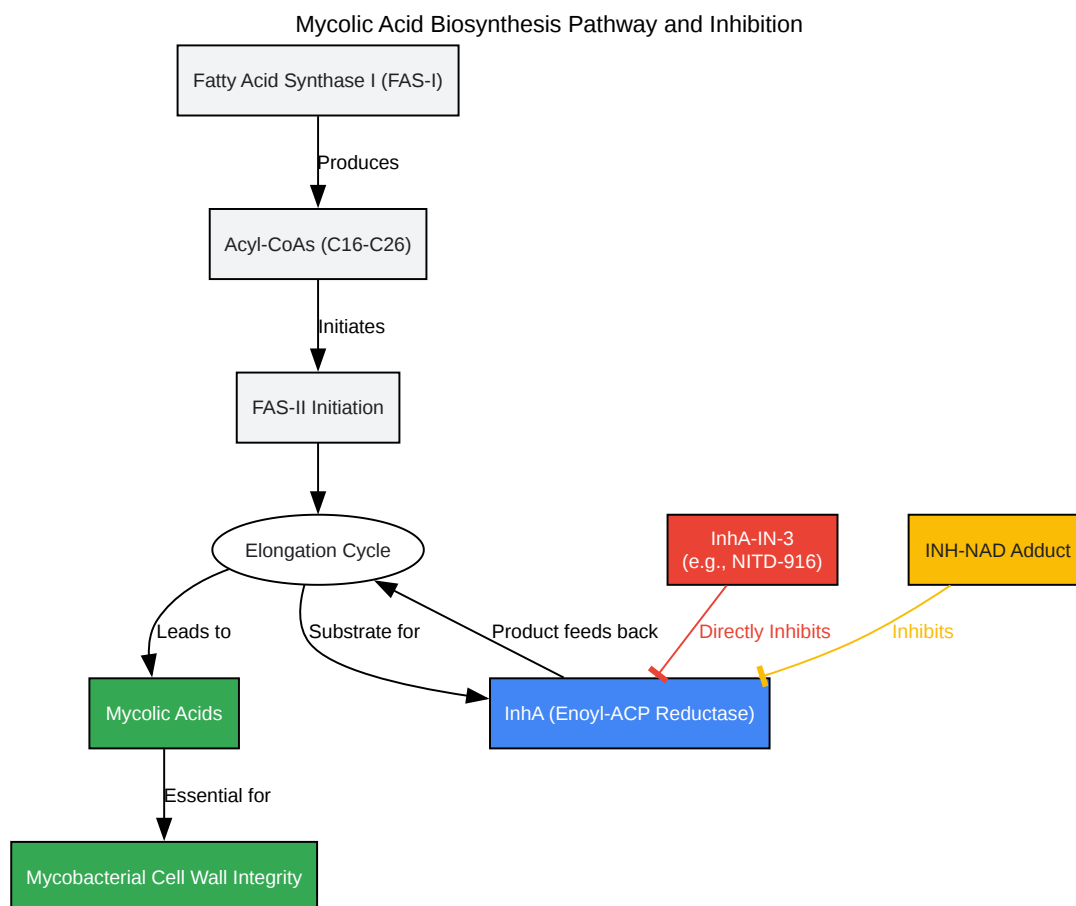 Mycolic Acid Biosynthesis Pathway and Inhibition
Fatty Acid Synthase I (FAS-I)
Produces
Acyl-CoAs (C16-C26)
Initiates
FAS-II Initiation
Elongation Cycle
InhA-IN-3
(e.g., NITD-916)
INH-NAD Adduct
Leads to
Substrate for
Product feeds back
Directly Inhibits
Inhibits
Mycolic Acids
InhA (Enoyl-ACP Reductase)
Essential for
Mycobacterial Cell Wall Integrity